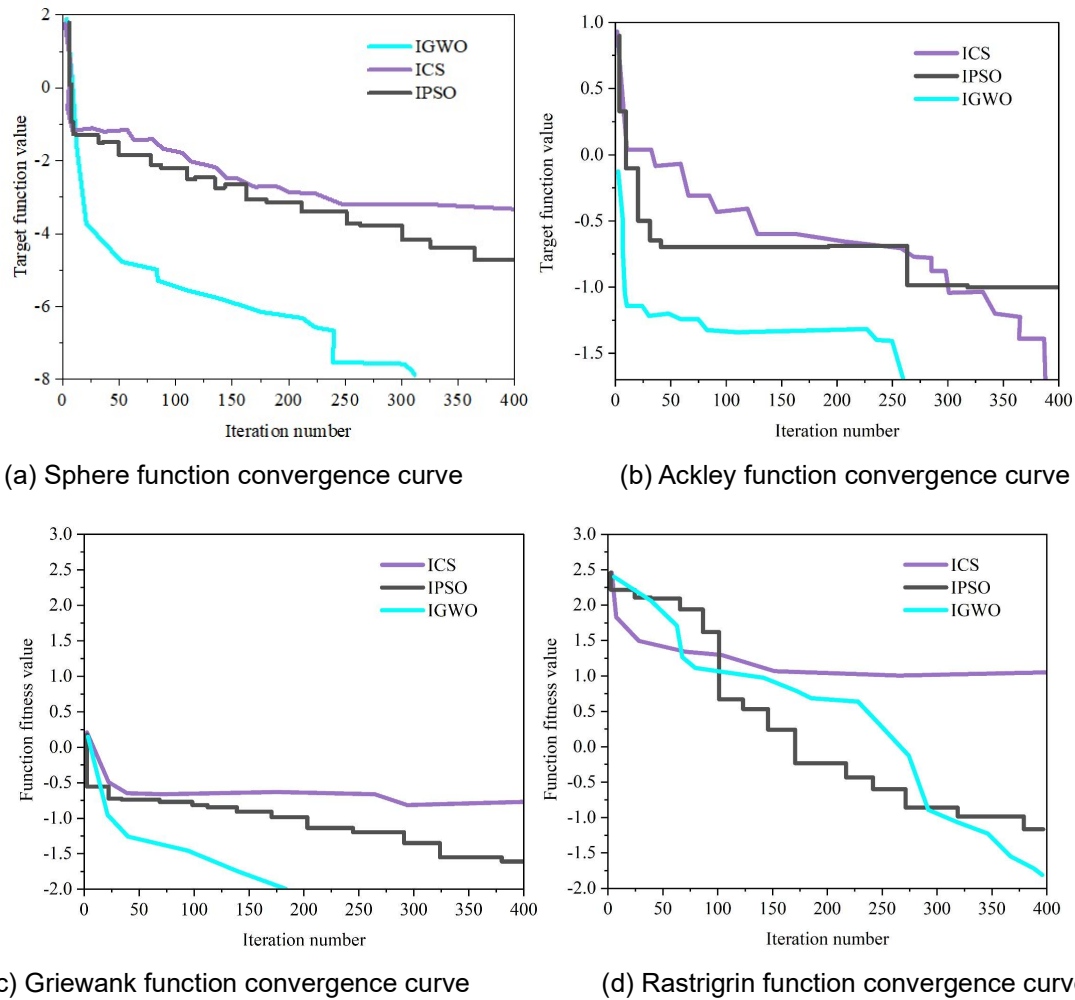 2
0
-2
-4
-6
-8
0 50 100 150 200 250 300 350 400
Target function value
Iteration number
IGWO
ICS
IPSO
(a) Sphere function convergence curve
1.0
0.5
0.0
-0.5
-1.0
-1.5
0 50 100 150 200 250 300 350 400
Target function value
Iteration number
ICS
IPSO
IGWO
(b) Ackley function convergence curve
3.0
2.5
2.0
1.5
1.0
0.5
0.0
-0.5
-1.0
-1.5
-2.0
0 50 100 150 200 250 300 350 400
Function fitness value
Iteration number
ICS
IPSO
IGWO
c) Griewank function convergence curve
3.0
2.5
2.0
1.5
1.0
0.5
0.0
-0.5
-1.0
-1.5
-2.0
0 50 100 150 200 250 300 350 400
Function fitness value
Iteration number
ICS
IPSO
IGWO
(d) Rastrigrin function convergence curv